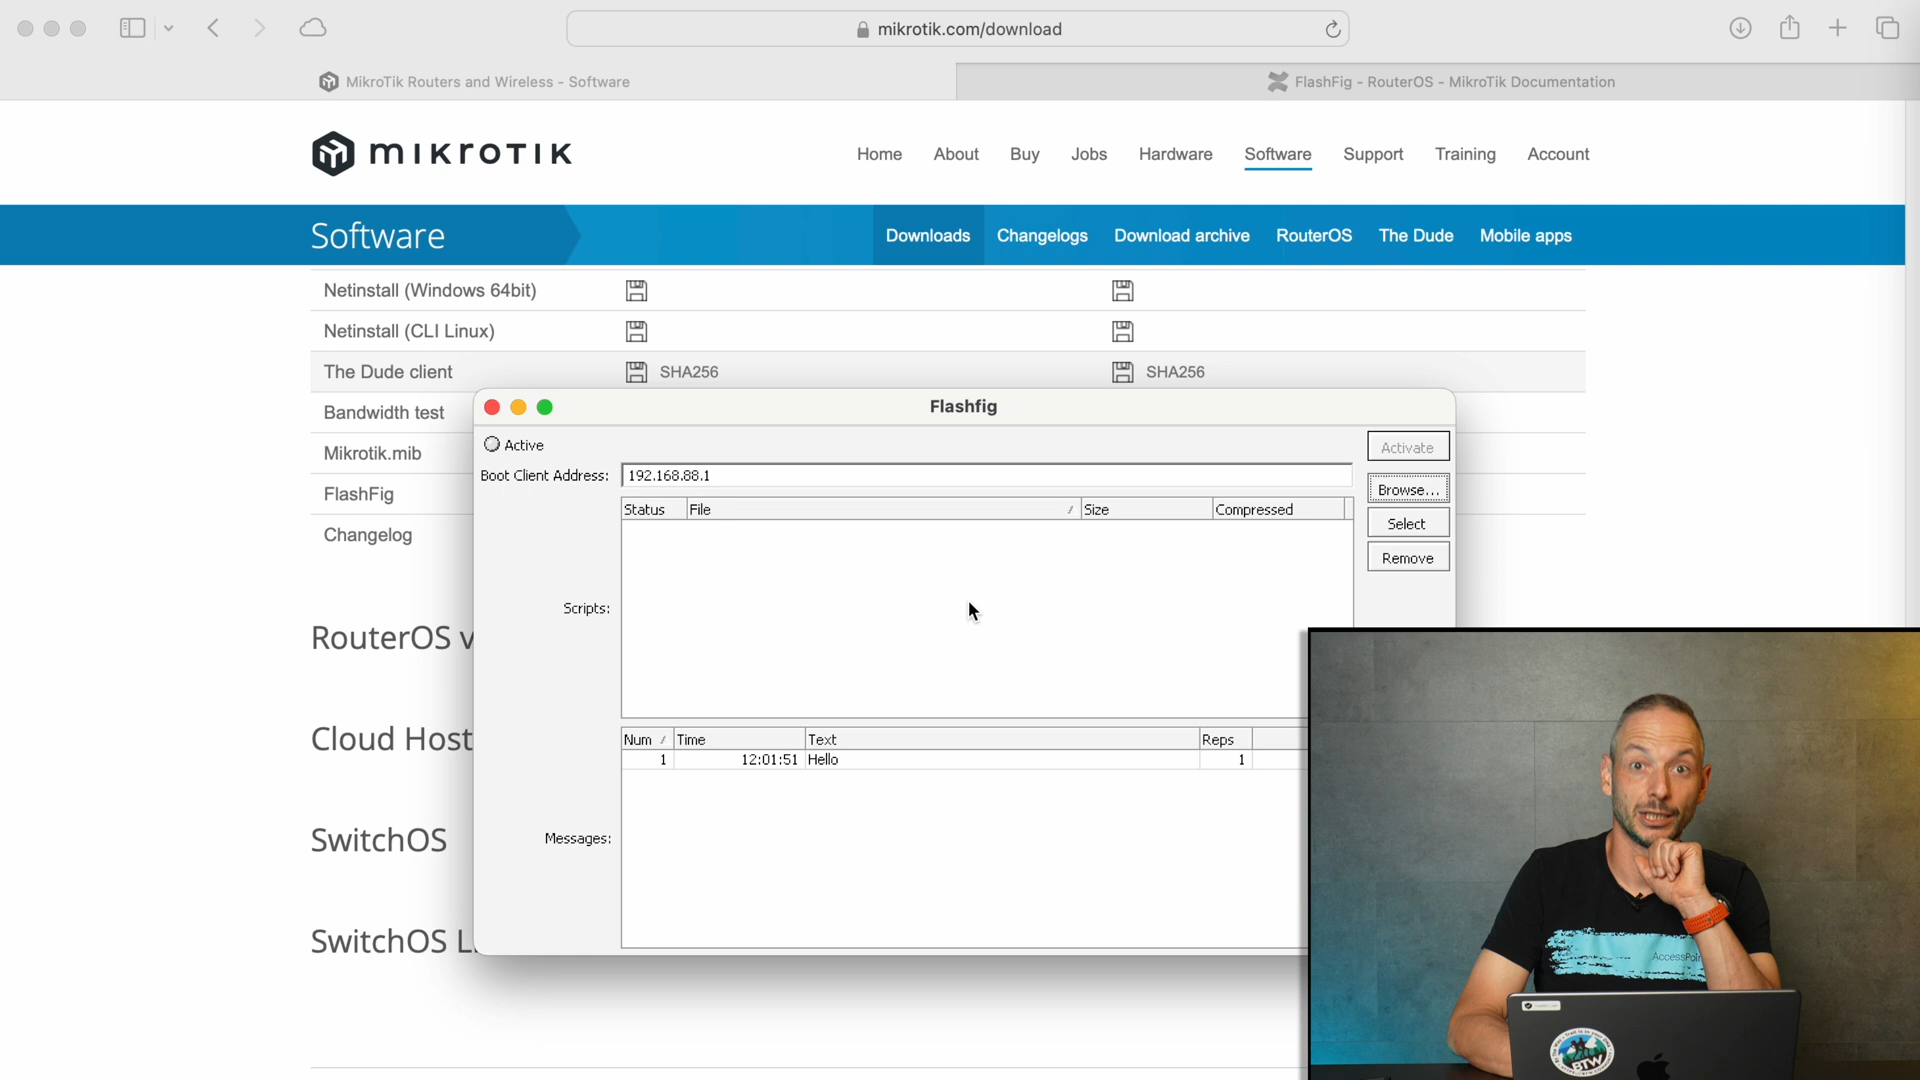 mikrotik.com/download
MikroTik Routers and Wireless - Software
FlashFig - RouterOS - MikroTik Documentation
mikrotik
Home About Buy Jobs Hardware Software Support Training Account
Software
Downloads Changelogs Download archive RouterOS The Dude Mobile apps
Netinstall (Windows 64bit)
Netinstall (CLI Linux)
The Dude client SHA256 SHA256
Bandwidth test
Mikrotik.mib
FlashFig
Changelog
RouterOS v
Cloud Host
SwitchOS
SwitchOS L
Flashfig
Active
Activate
Boot Client Address: 192.168.88.1
Browse...
Status File Size Compressed
Select
Remove
Scripts:
Num Time Text Reps
1 12:01:51 Hello 1
Messages:
AccessPoin
BTW